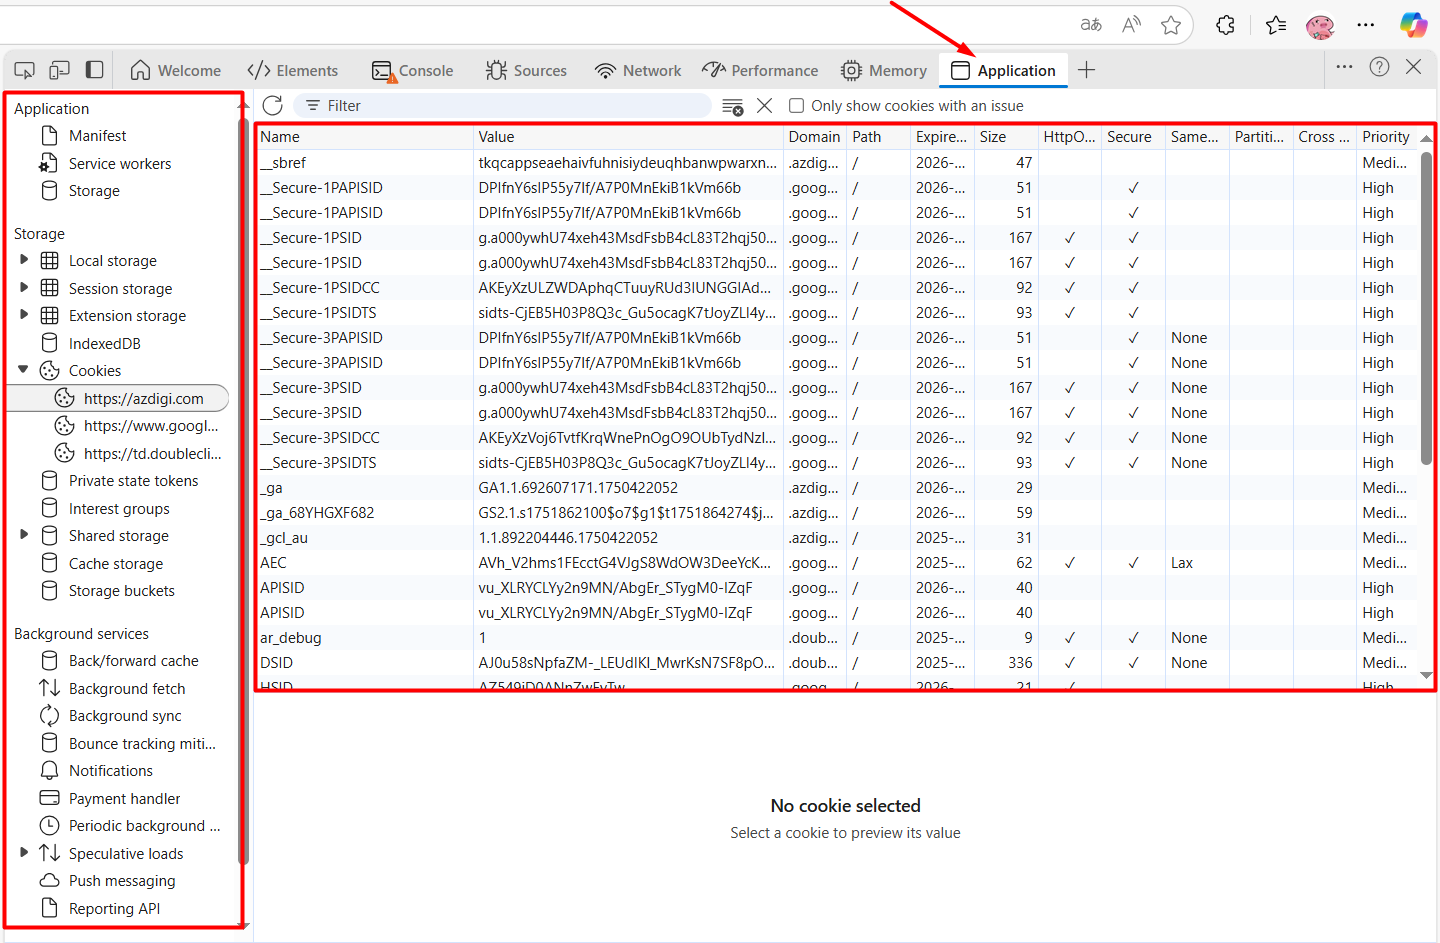 Welcome Elements Console Sources Network Performance Memory Application
Filter Only show cookies with an issue
Application
Manifest
Service workers
Storage
Storage
Local storage
Session storage
Extension storage
IndexedDB
Cookies
https://azdigi.com
https://www.googl...
https://td.doublecli...
Private state tokens
Interest groups
Shared storage
Cache storage
Storage buckets
Background services
Back/forward cache
Background fetch
Background sync
Bounce tracking miti...
Notifications
Payment handler
Periodic background ...
Speculative loads
Push messaging
Reporting API
Name Value Domain Path Expire... Size HttpO... Secure Same... Partiti... Cross ... Priority
__sbref tkqcappseaehaivfuhnisiydeuqhbanwpwarxn... .azdig... / 2026-... 47 Medi...
__Secure-1PAPISID DPIfnY6sIP55y7If/A7P0MnEkiB1kVm66b .goog... / 2026-... 51 ✓ High
__Secure-1PAPISID DPIfnY6sIP55y7If/A7P0MnEkiB1kVm66b .goog... / 2026-... 51 ✓ High
__Secure-1PSID g.a000ywhU74xeh43MsdFsbB4cL83T2hqj50... .goog... / 2026-... 167 ✓ ✓ High
__Secure-1PSID g.a000ywhU74xeh43MsdFsbB4cL83T2hqj50... .goog... / 2026-... 167 ✓ ✓ High
__Secure-1PSIDCC AKEyXzULZWDAphqCTuuyRUd3IUNGGIAd... .goog... / 2026-... 92 ✓ ✓ High
__Secure-1PSIDTS sidts-CjEB5H03P8Q3c_Gu5ocagK7tJoyZLI4y... .goog... / 2026-... 93 ✓ ✓ High
__Secure-3PAPISID DPIfnY6sIP55y7If/A7P0MnEkiB1kVm66b .goog... / 2026-... 51 ✓ None High
__Secure-3PAPISID DPIfnY6sIP55y7If/A7P0MnEkiB1kVm66b .goog... / 2026-... 51 ✓ None High
__Secure-3PSID g.a000ywhU74xeh43MsdFsbB4cL83T2hqj50... .goog... / 2026-... 167 ✓ ✓ None High
__Secure-3PSID g.a000ywhU74xeh43MsdFsbB4cL83T2hqj50... .goog... / 2026-... 167 ✓ ✓ None High
__Secure-3PSIDCC AKEyXzVoj6TvtfKrqWnePnOgO9OUbTydNzI... .goog... / 2026-... 92 ✓ ✓ None High
__Secure-3PSIDTS sidts-CjEB5H03P8Q3c_Gu5ocagK7tJoyZLI4y... .goog... / 2026-... 93 ✓ ✓ None High
_ga GA1.1.692607171.1750422052 .azdig... / 2026-... 29 Medi...
_ga_68YHGXF682 GS2.1.s1751862100$o7$g1$t1751864274$j... .azdig... / 2026-... 59 Medi...
_gcl_au 1.1.892204446.1750422052 .azdig... / 2025-... 31 Medi...
AEC AVh_V2hms1FEcctG4VJgS8WdOW3DeeYcK... .goog... / 2025-... 62 ✓ ✓ Lax Medi...
APISID vu_XLRYCLYy2n9MN/AbgEr_STygM0-IZqF .goog... / 2026-... 40 High
APISID vu_XLRYCLYy2n9MN/AbgEr_STygM0-IZqF .goog... / 2026-... 40 High
ar_debug 1 .doub... / 2025-... 9 ✓ ✓ None Medi...
DSID AJ0u58sNpfaZM-_LEUdIKI_MwrKsN7SF8pO... .doub... / 2025-... 336 ✓ ✓ None Medi...
HSID .goog... / 2026-... 21 ✓ High
No cookie selected
Select a cookie to preview its value